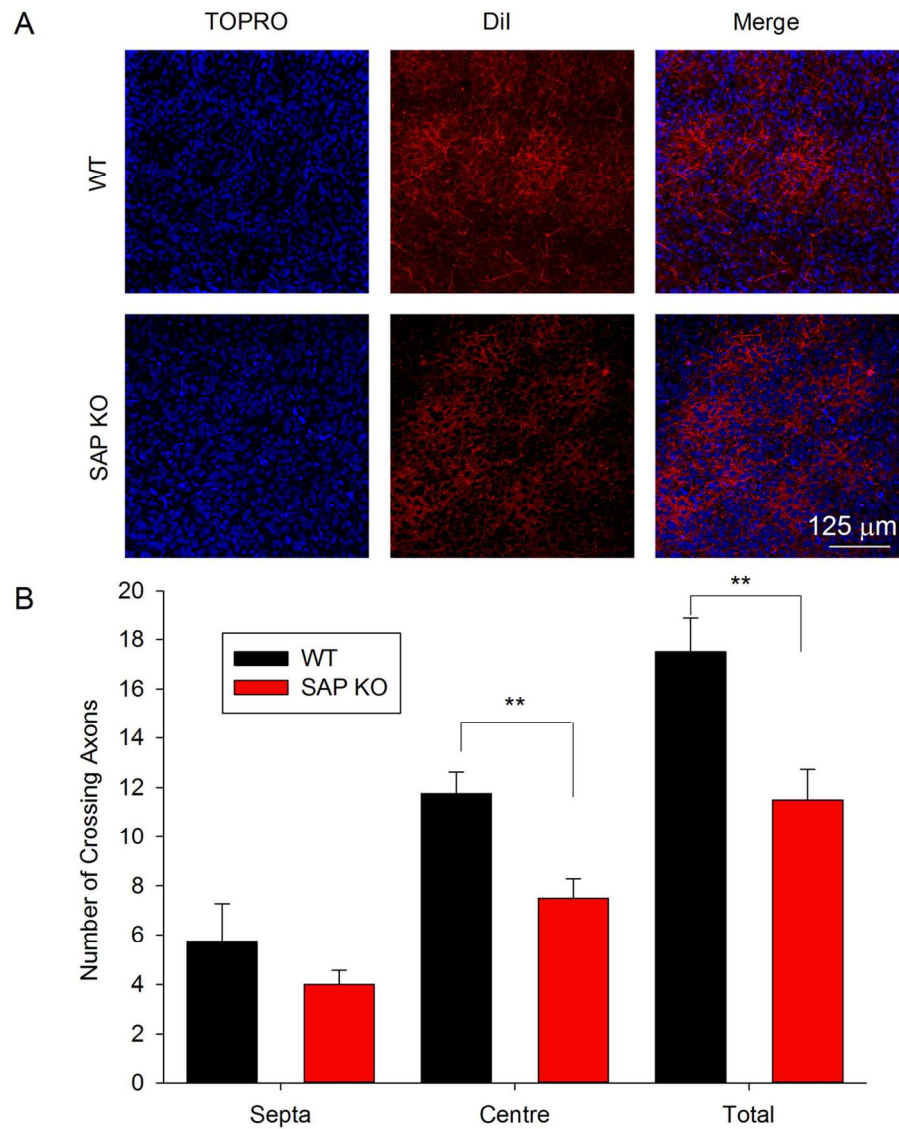 A
TOPRO
DiI
Merge
WT
SAP KO
125 μm
B
Number of Crossing Axons
20
18
16
14
12
10
8
6
4
2
0
WT
SAP KO
**
**
Septa
Centre
Total